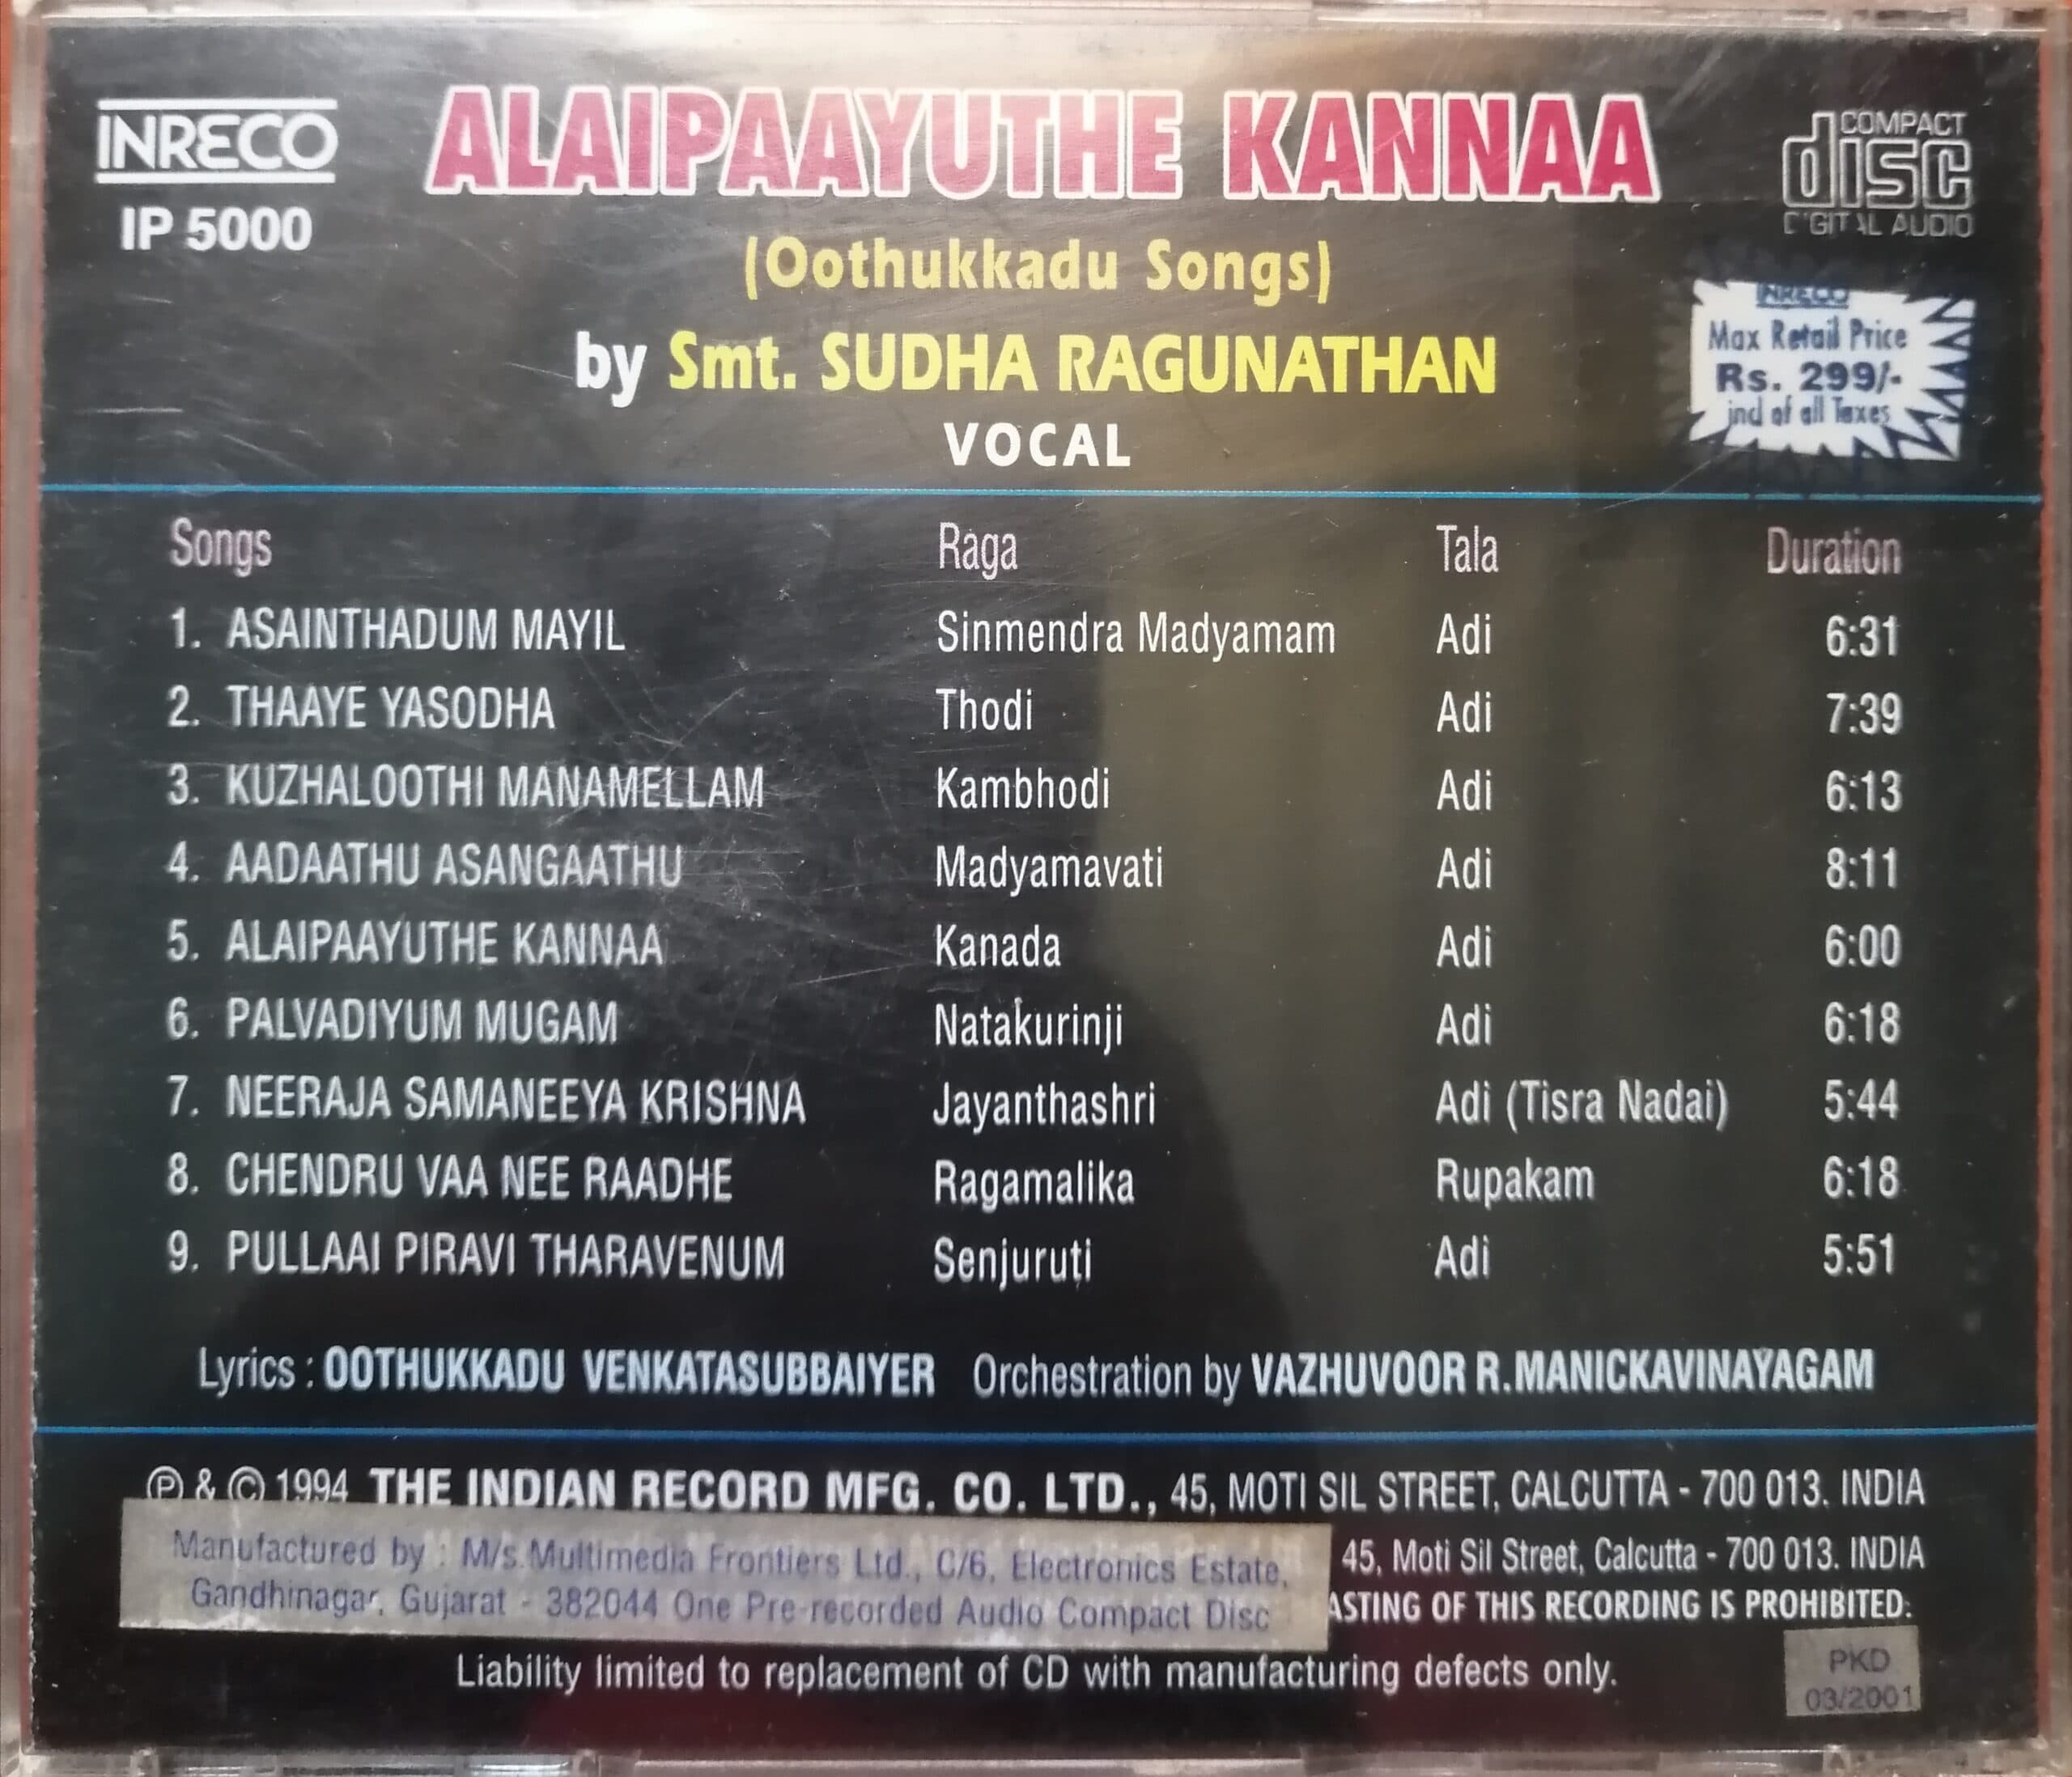 INRECO
IP 5000
ALAIPAAYUTHE KANNAA
COMPACT
disc
DIGITAL AUDIO
(Oothukkadu Songs)
by Smt. SUDHA RAGUNATHAN
VOCAL
INRECO
Max Retail Price
Rs. 299/-
incl of all Taxes
Songs Raga Tala Duration
1. ASAINTHADUM MAYIL Sinmendra Madyamam Adi 6:31
2. THAAYE YASODHA Thodi Adi 7:39
3. KUZHALOOTHI MANAMELLAM Kambhodi Adi 6:13
4. AADAATHU ASANGAATHU Madyamavati Adi 8:11
5. ALAIPAAYUTHE KANNAA Kanada Adi 6:00
6. PALVADIYUM MUGAM Natakurinji Adi 6:18
7. NEERAJA SAMANEEYA KRISHNA Jayanthashri Adi (Tisra Nadai) 5:44
8. CHENDRU VAA NEE RAADHE Ragamalika Rupakam 6:18
9. PULLAAI PIRAVI THARAVENUM Senjuruti Adi 5:51
Lyrics : OOTHUKKADU VENKATASUBBAIYER Orchestration by VAZHUVOOR R.MANICKAVINAYAGAM
℗ & © 1994 THE INDIAN RECORD MFG. CO. LTD., 45, MOTI SIL STREET, CALCUTTA - 700 013. INDIA
Manufactured by : M/s.Multimedia Frontiers Ltd., C/6, Electronics Estate,
Gandhinagar, Gujarat - 382044 One Pre-recorded Audio Compact Disc
45, Moti Sil Street, Calcutta - 700 013. INDIA
ASTING OF THIS RECORDING IS PROHIBITED.
Liability limited to replacement of CD with manufacturing defects only.
PKD
03/2001